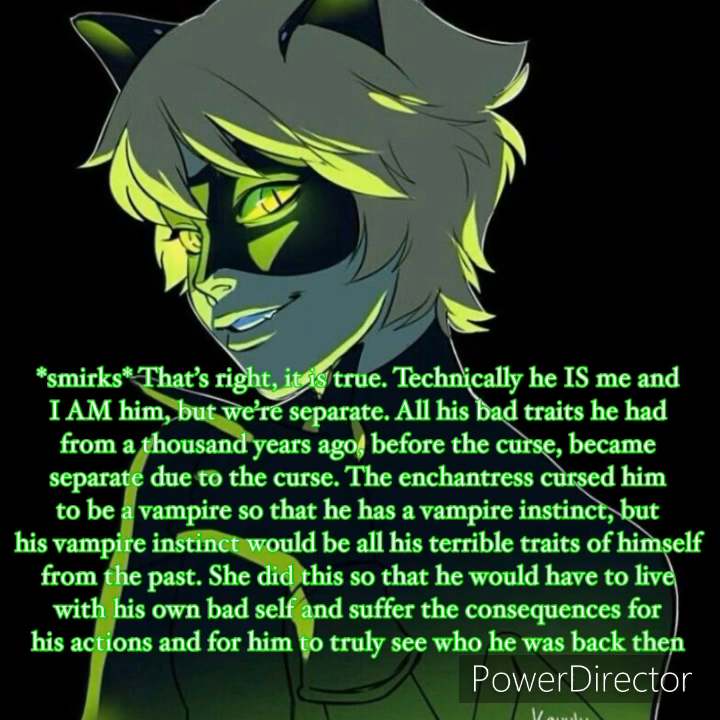 *smirks* That's right, it is true. Technically he IS me and
I AM him, but we're separate. All his bad traits he had
from a thousand years ago, before the curse, became
separate due to the curse. The enchantress cursed him
to be a vampire so that he has a vampire instinct, but
his vampire instinct would be all his terrible traits of himself
from the past. She did this so that he would have to live
with his own bad self and suffer the consequences for
his actions and for him to truly see who he was back then
PowerDirector